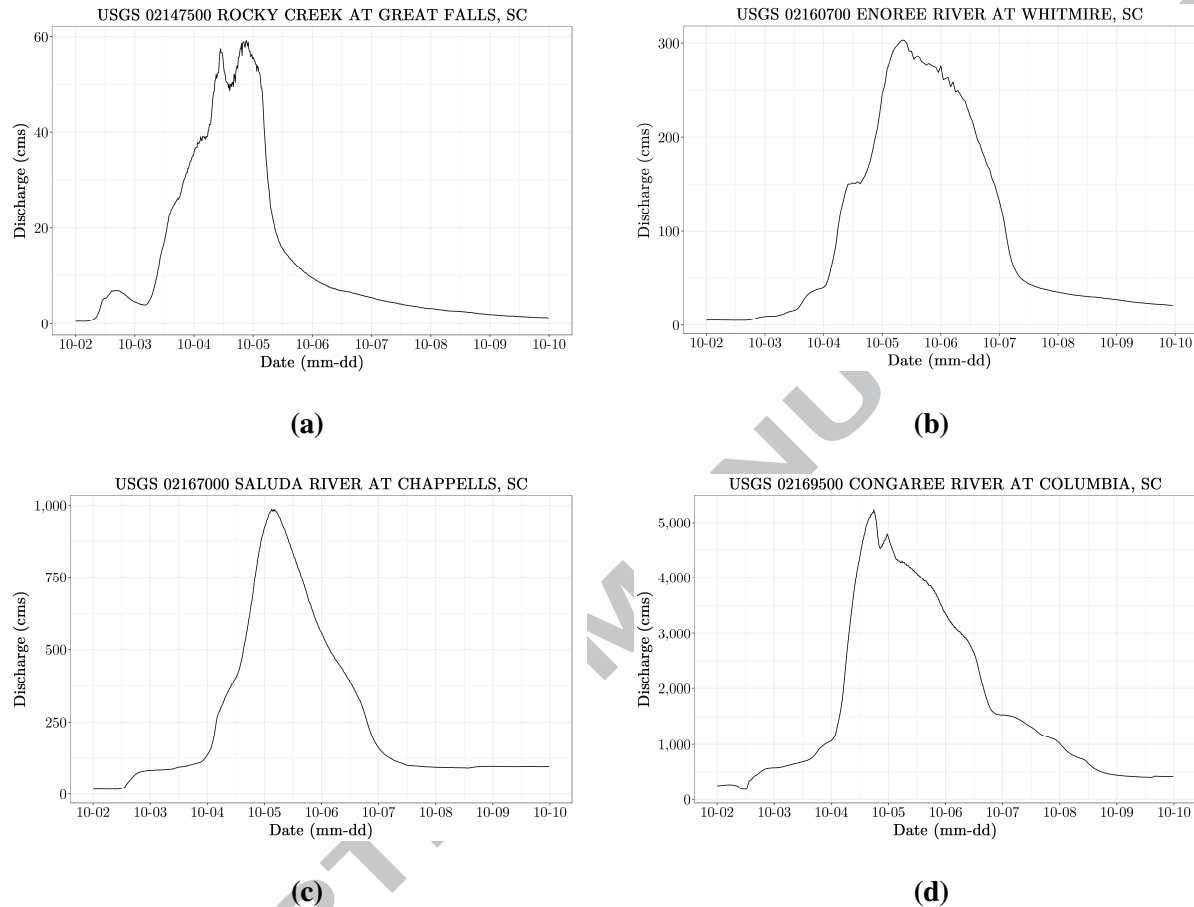 USGS 02147500 ROCKY CREEK AT GREAT FALLS, SC
60
40
20
0
Discharge (cms)
10-02 10-03 10-04 10-05 10-06 10-07 10-08 10-09 10-10
Date (mm-dd)
(a)
USGS 02160700 ENOREE RIVER AT WHITMIRE, SC
300
200
100
0
Discharge (cms)
10-02 10-03 10-04 10-05 10-06 10-07 10-08 10-09 10-10
Date (mm-dd)
(b)
USGS 02167000 SALUDA RIVER AT CHAPPELLS, SC
1,000
750
500
250
0
Discharge (cms)
10-02 10-03 10-04 10-05 10-06 10-07 10-08 10-09 10-10
Date (mm-dd)
(c)
USGS 02169500 CONGAREE RIVER AT COLUMBIA, SC
5,000
4,000
3,000
2,000
1,000
0
Discharge (cms)
10-02 10-03 10-04 10-05 10-06 10-07 10-08 10-09 10-10
Date (mm-dd)
(d)